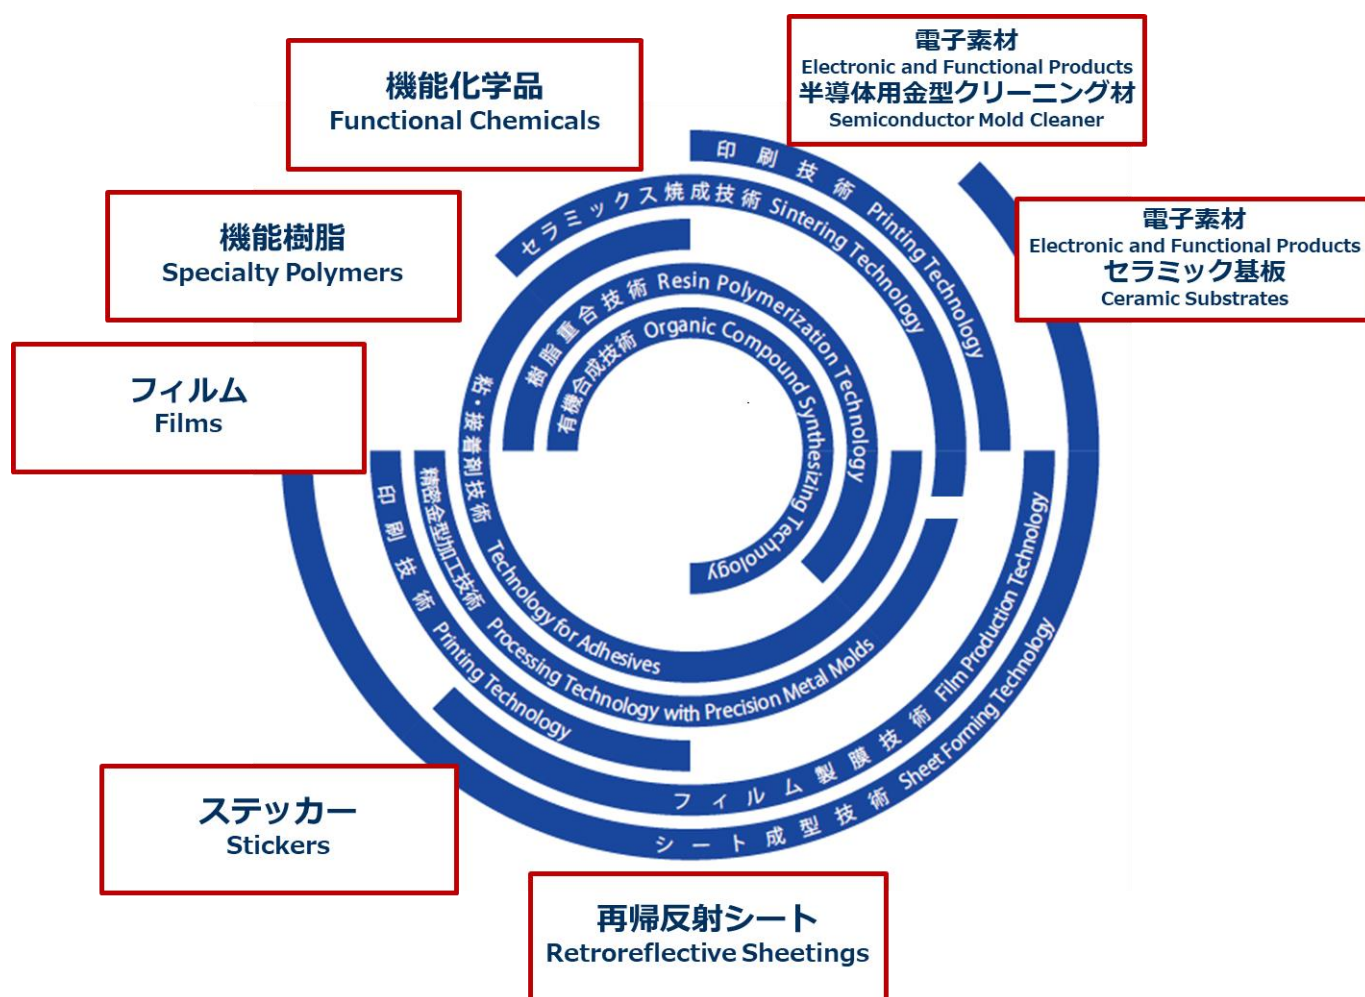 機能化学品
Functional Chemicals
電子素材
Electronic and Functional Products
半導体用金型クリーニング材
Semiconductor Mold Cleaner
機能樹脂
Specialty Polymers
電子素材
Electronic and Functional Products
セラミック基板
Ceramic Substrates
フィルム
Films
ステッカー
Stickers
再帰反射シート
Retroreflective Sheetings
印刷技術 Printing Technology
セラミックス焼成技術 Sintering Technology
樹脂重合技術 Resin Polymerization Technology
有機合成技術 Organic Compound Synthesizing Technology
粘・接着剤技術 Technology for Adhesives
精密金型加工技術 Processing Technology with Precision Metal Molds
印刷技術 Printing Technology
フィルム製膜技術 Film Production Technology
シート成型技術 Sheet Forming Technology